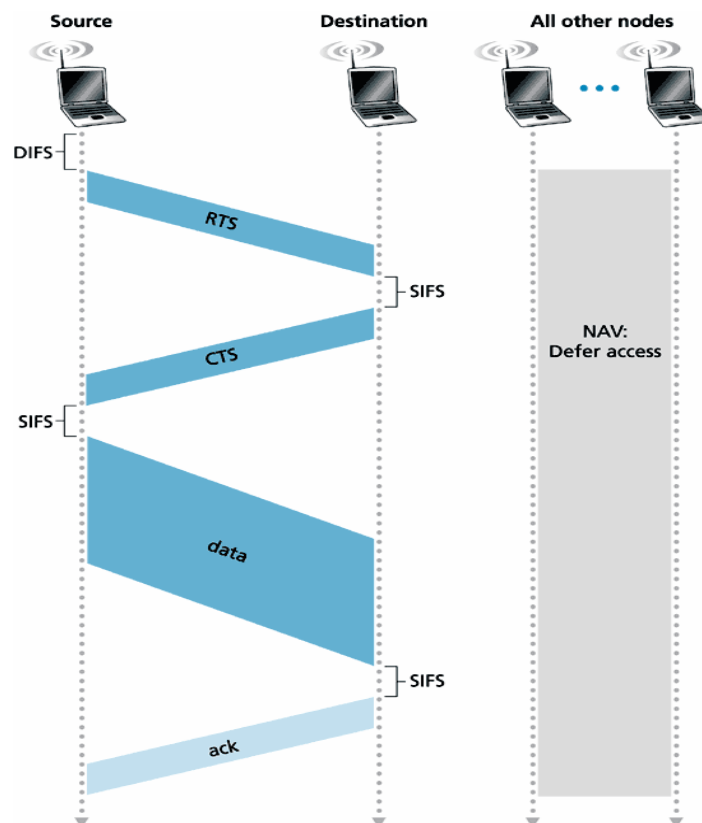 Source
Destination
All other nodes
DIFS
RTS
SIFS
CTS
NAV:
Defer access
SIFS
data
SIFS
ack